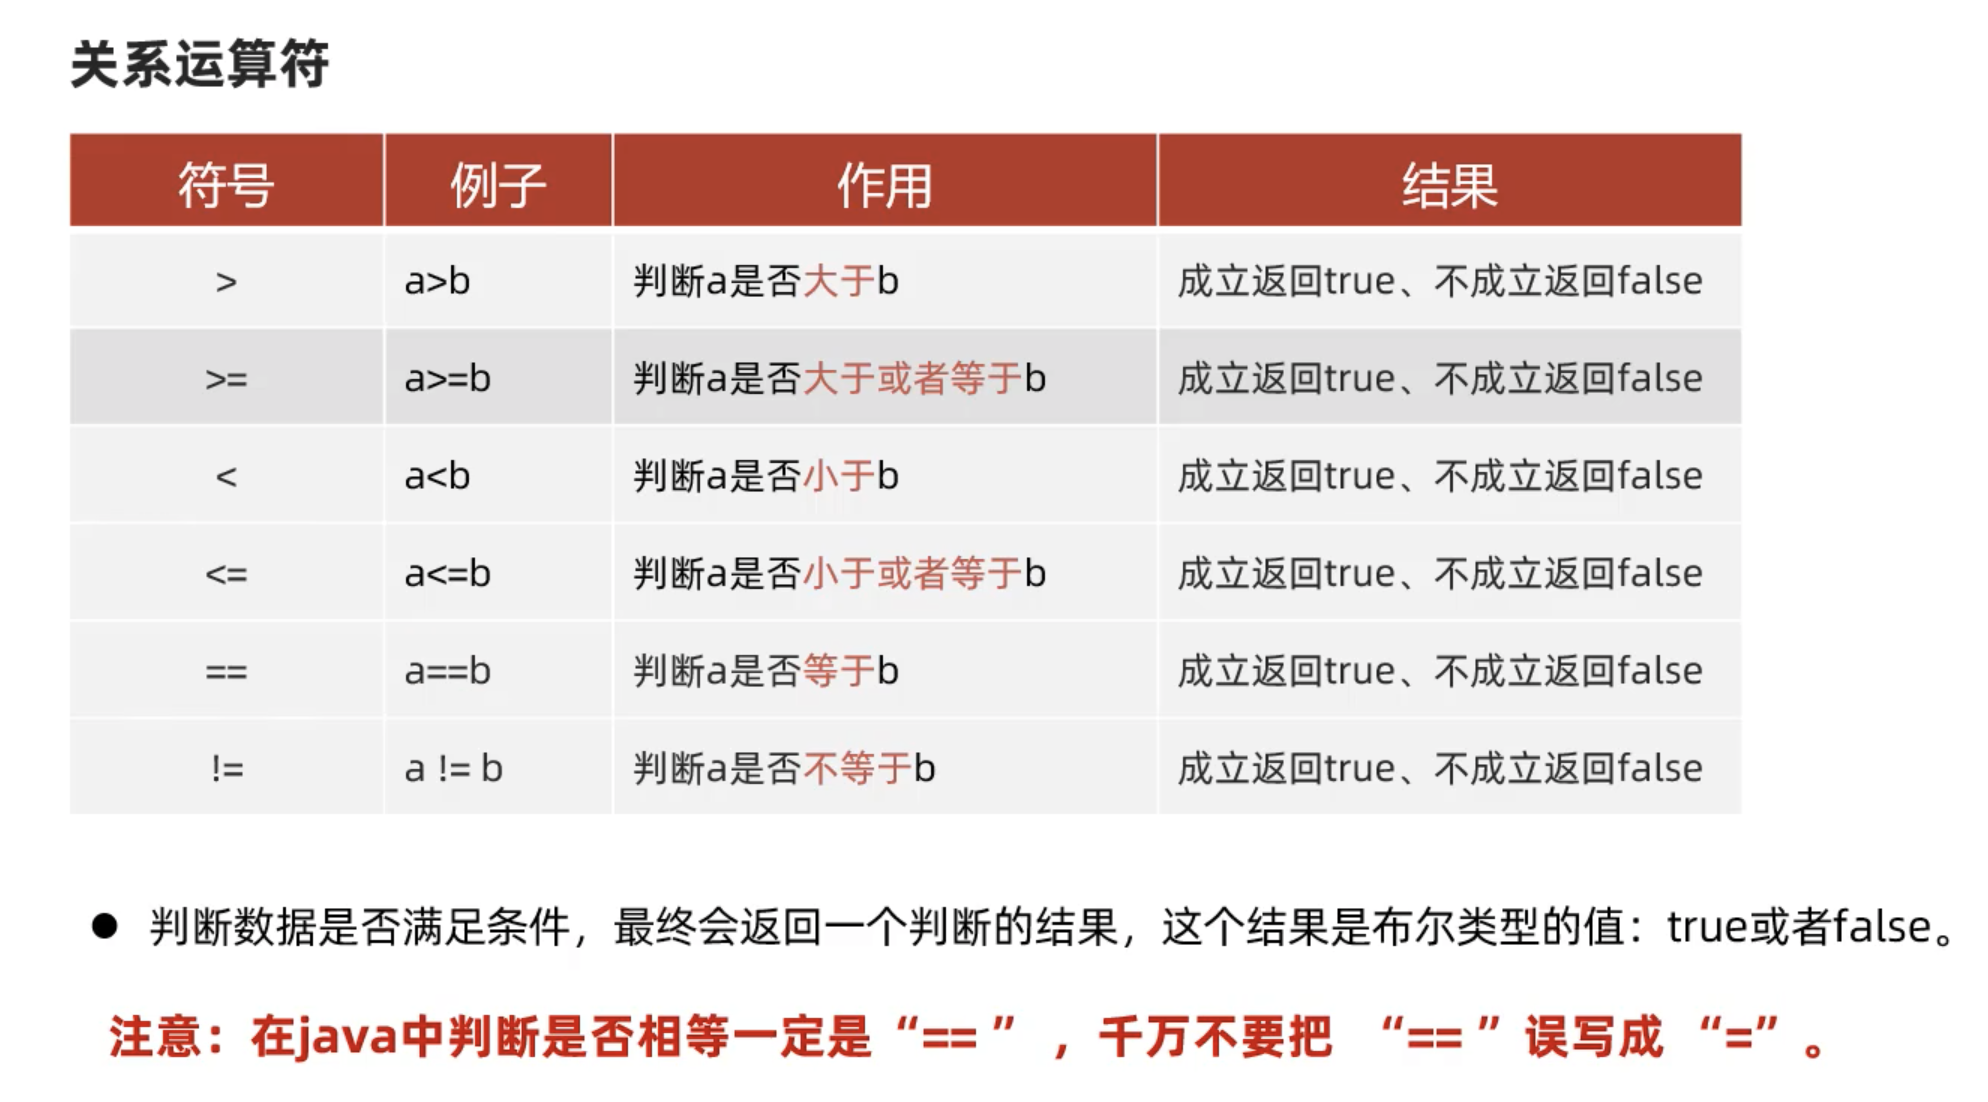 关系运算符
符号 例子 作用 结果
> a>b 判断a是否大于b 成立返回true、不成立返回false
>= a>=b 判断a是否大于或者等于b 成立返回true、不成立返回false
< a<b 判断a是否小于b 成立返回true、不成立返回false
<= a<=b 判断a是否小于或者等于b 成立返回true、不成立返回false
== a==b 判断a是否等于b 成立返回true、不成立返回false
!= a != b 判断a是否不等于b 成立返回true、不成立返回false
● 判断数据是否满足条件，最终会返回一个判断的结果，这个结果是布尔类型的值：true或者false。
注意：在java中判断是否相等一定是“== ” ，千万不要把 “== ”误写成 “=” 。